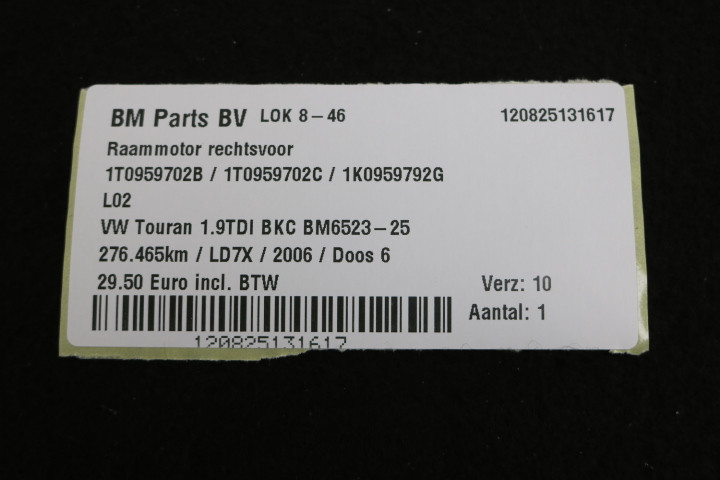 BM Parts BV LOK 8-46 120825131617
Raammotor rechtsvoor
1T0959702B / 1T0959702C / 1K0959792G
L02
VW Touran 1.9TDI BKC BM6523-25
276.465km / LD7X / 2006 / Doos 6
29.50 Euro incl. BTW Verz: 10
Aantal: 1
120825131617